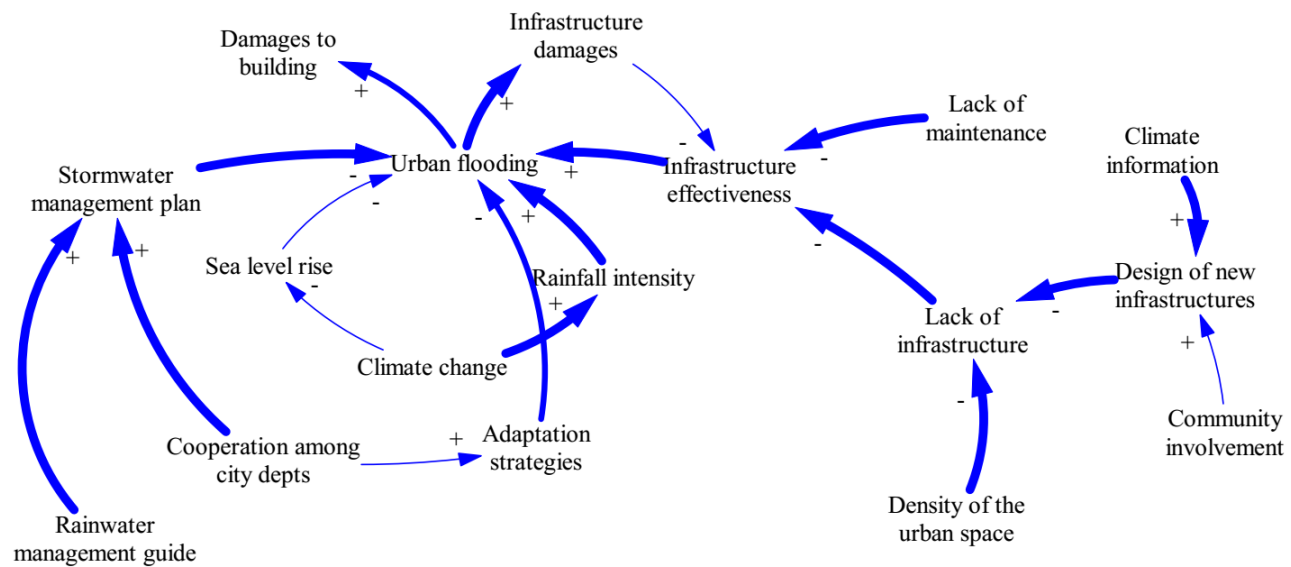 Damages to
building
+
Infrastructure
damages
+
-
Lack of
maintenance
-
Climate
information
+
Urban flooding
-
-
-
+
+
Infrastructure
effectiveness
-
Stormwater
management plan
+
+
Sea level rise
-
Rainfall intensity
+
Climate change
Design of new
infrastructures
-
+
Lack of
infrastructure
-
Cooperation among
city depts
+
Adaptation
strategies
Community
involvement
Density of the
urban space
Rainwater
management guide